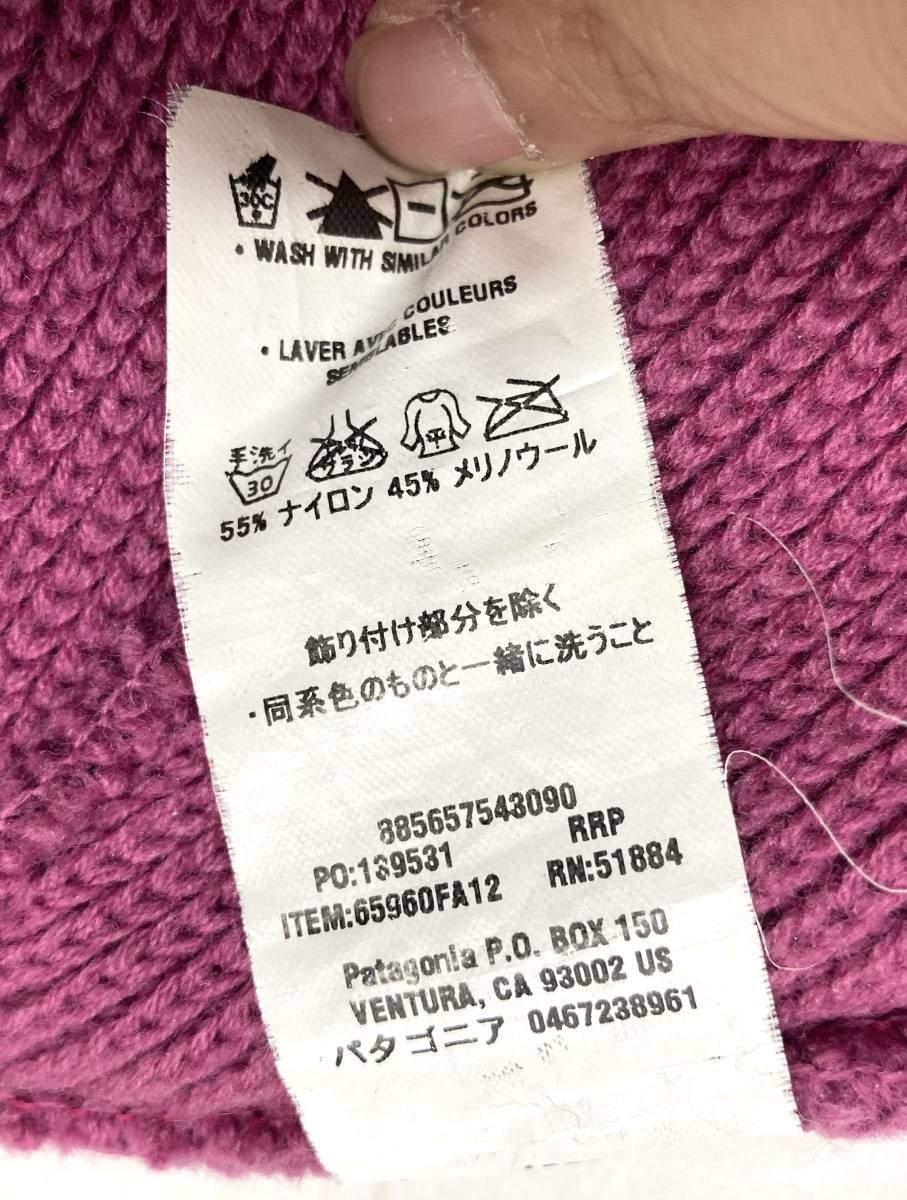 30C
• WASH WITH SIMILAR COLORS
• LAVER AVEC COULEURS
SEMBLABLES
手洗イ
30
平
55% ナイロン 45% メリノウール
飾り付け部分を除く
・同系色のものと一緒に洗うこと
885657543090
RRP
PO:139531
RN:51884
ITEM:65960FA12
Patagonia P.O. BOX 150
VENTURA, CA 93002 US
パタゴニア 0467238961